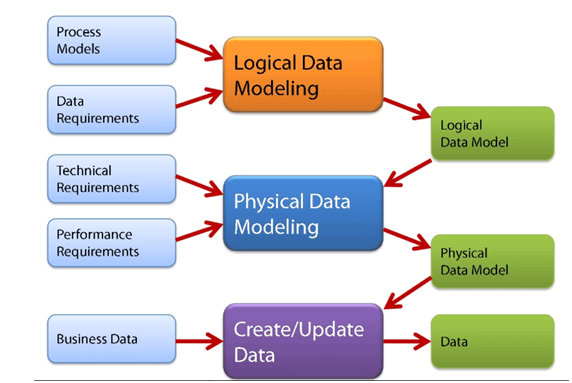 Process
Models
Logical Data
Modeling
Data
Requirements
Logical
Data Model
Technical
Requirements
Physical Data
Modeling
Performance
Requirements
Physical
Data Model
Business Data
Create/Update
Data
Data